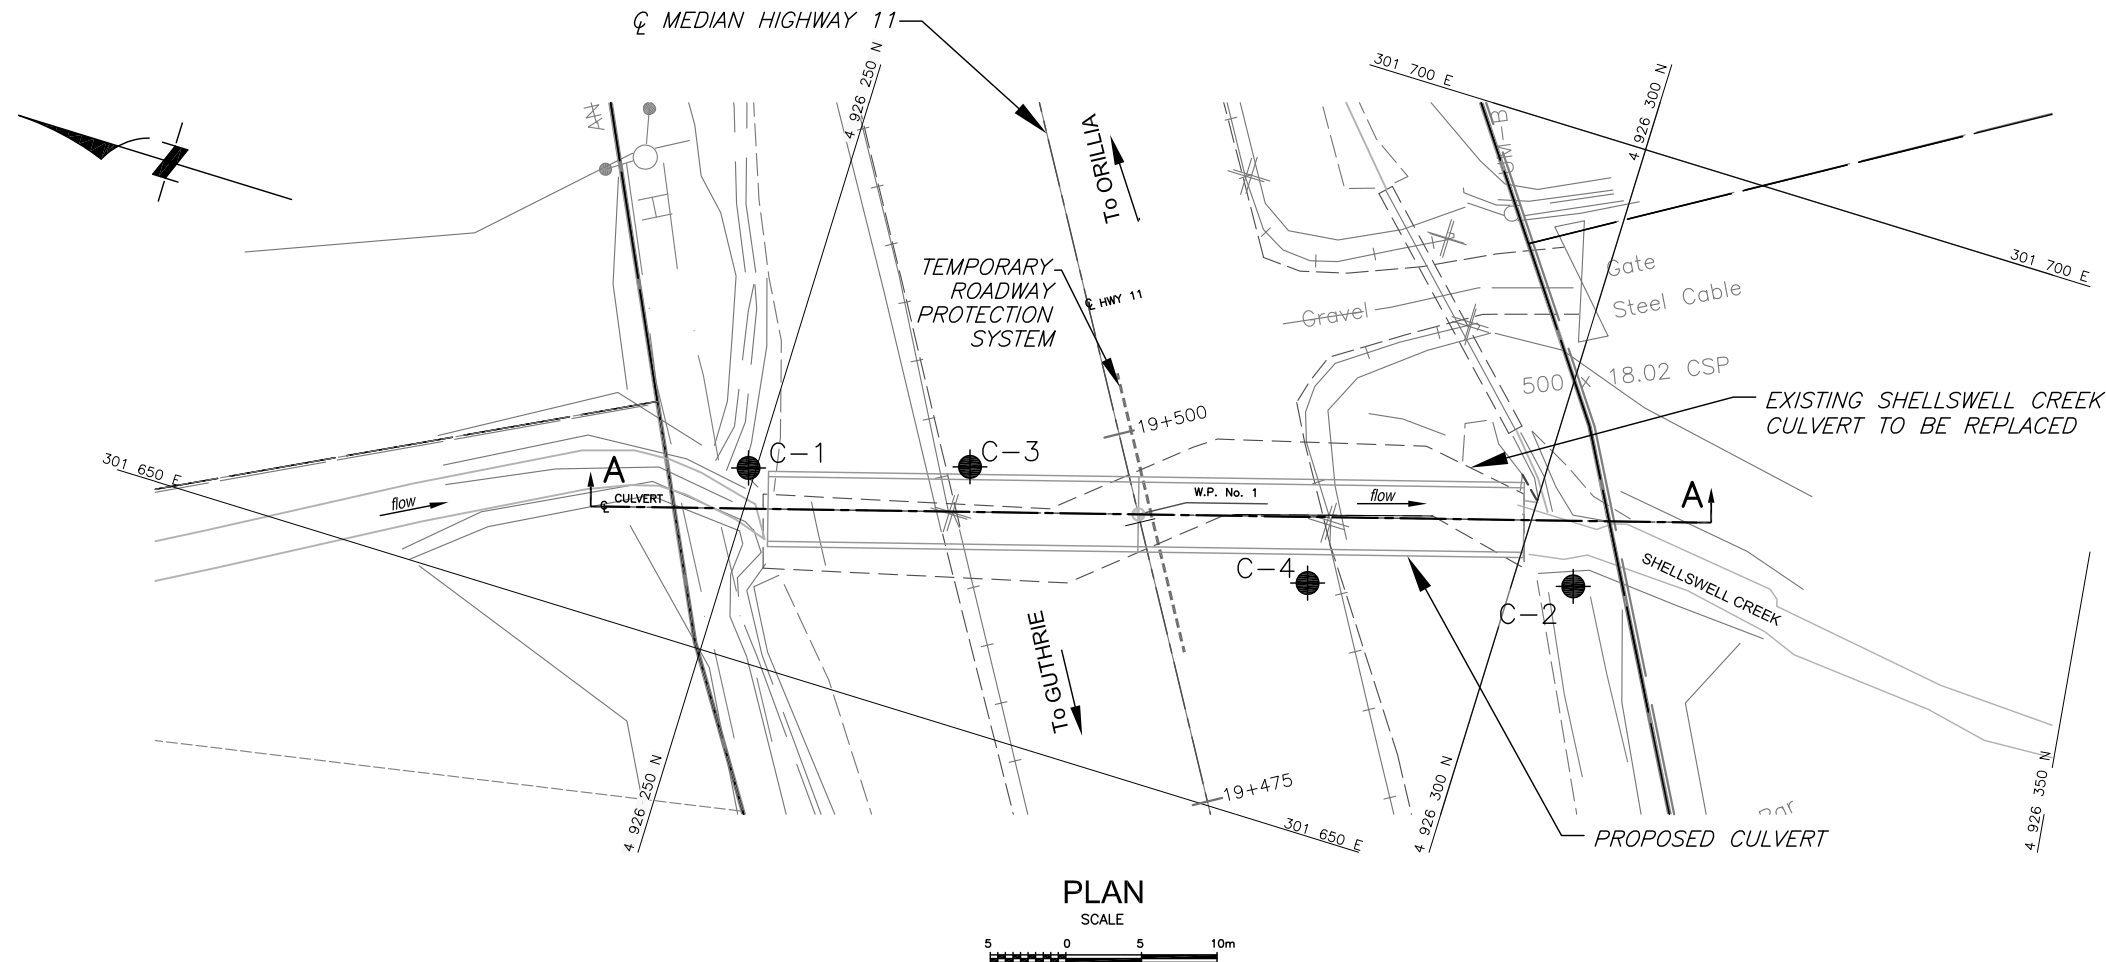 ℄ MEDIAN HIGHWAY 11
4 926 250 N
301 700 E
4 926 300 N
To ORILLIA
TEMPORARY
ROADWAY
PROTECTION
SYSTEM
℄ HWY 11
301 700 E
Gate
Steel Cable
Gravel
500 x 18.02 CSP
EXISTING SHELLSWELL CREEK
CULVERT TO BE REPLACED
19+500
C-1
C-3
301 650 E
A
A
flow
℄ CULVERT
W.P. No. 1
flow
C-4
C-2
SHELLSWELL CREEK
To GUTHRIE
19+475
301 650 E
4 926 250 N
4 926 300 N
4 926 350 N
PROPOSED CULVERT
PLAN
SCALE
5 0 5 10m